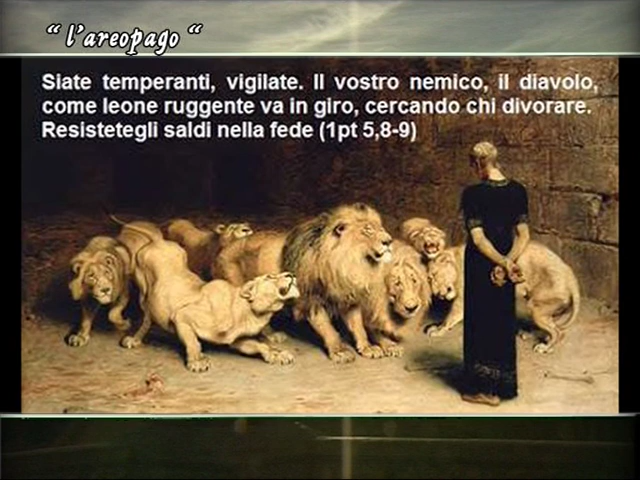 “ l'areopago “
Siate temperanti, vigilate. Il vostro nemico, il diavolo,
come leone ruggente va in giro, cercando chi divorare.
Resistetegli saldi nella fede (1pt 5,8-9)